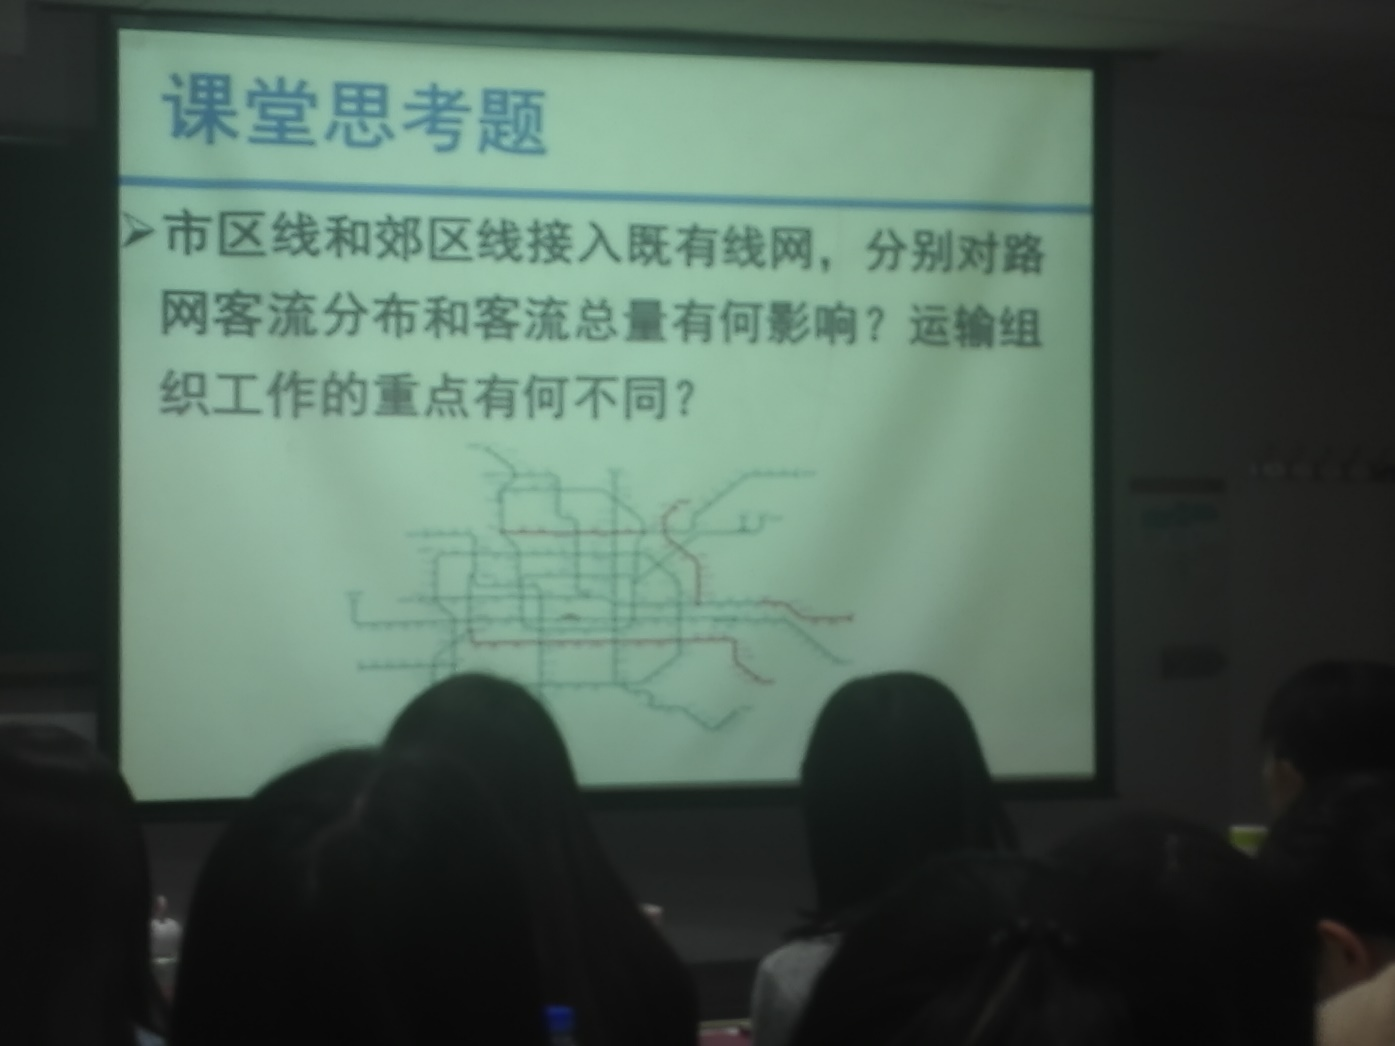 课堂思考题
市区线和郊区线接入既有线网，分别对路
网客流分布和客流总量有何影响？运输组
织工作的重点有何不同？